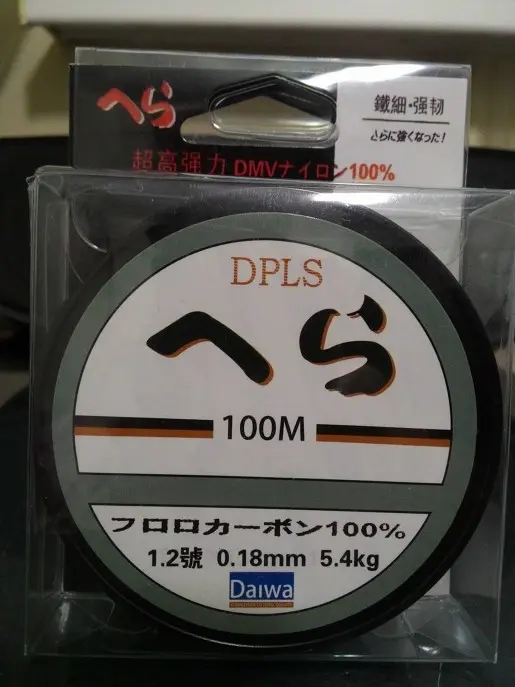 へら
鐵細·强韧
さらに強くなった!
超高强力 DMVナイロン100%
DPLS
へら
100M
フロロカーボン100%
1.2號 0.18mm 5.4kg
Daiwa